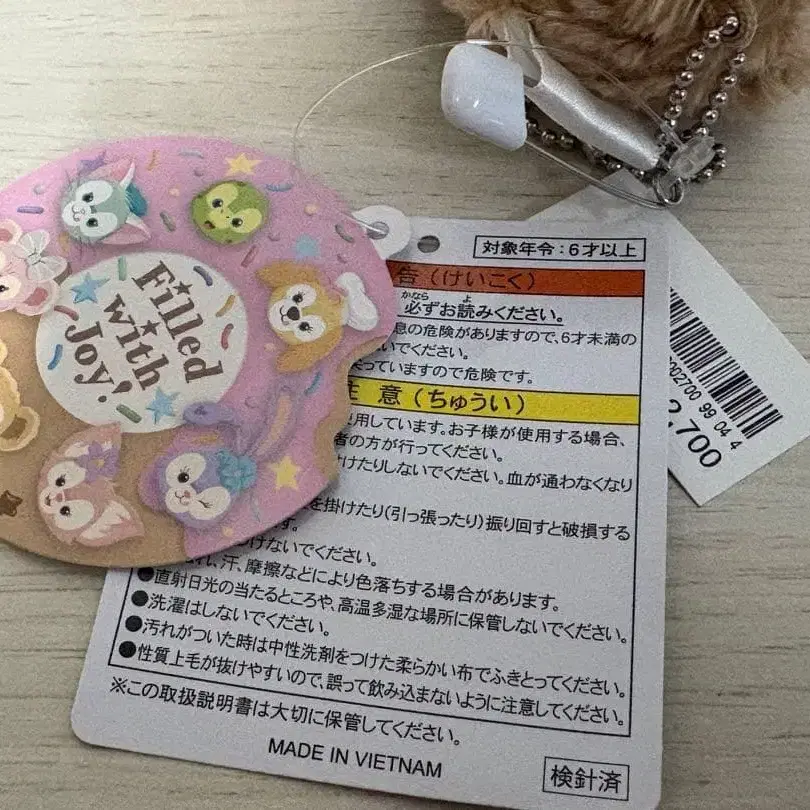 Filled
with
Joy!
対象年令：6才以上
告（けいこく）
必ずお読みください。
息の危険がありますので、6才未満の
いでください。
ていますので危険です。
注意（ちゅうい）
使用しています。お子様が使用する場合、
者の方が行ってください。
けたりしないでください。血が通わなくなり
を掛けたり（引っ張ったり）振り回すと破損する
す。
つけないでください。
れ、汗、摩擦などにより色落ちする場合があります。
●直射日光の当たるところや、高温多湿な場所に保管しないでください。
●洗濯はしないでください。
●汚れがついた時は中性洗剤をつけた柔らかい布でふきとってください。
●性質上毛が抜けやすいので、誤って飲み込まないように注意してください。
※この取扱説明書は大切に保管してください。
MADE IN VIETNAM
検針済
002700 99 04 4
2,700